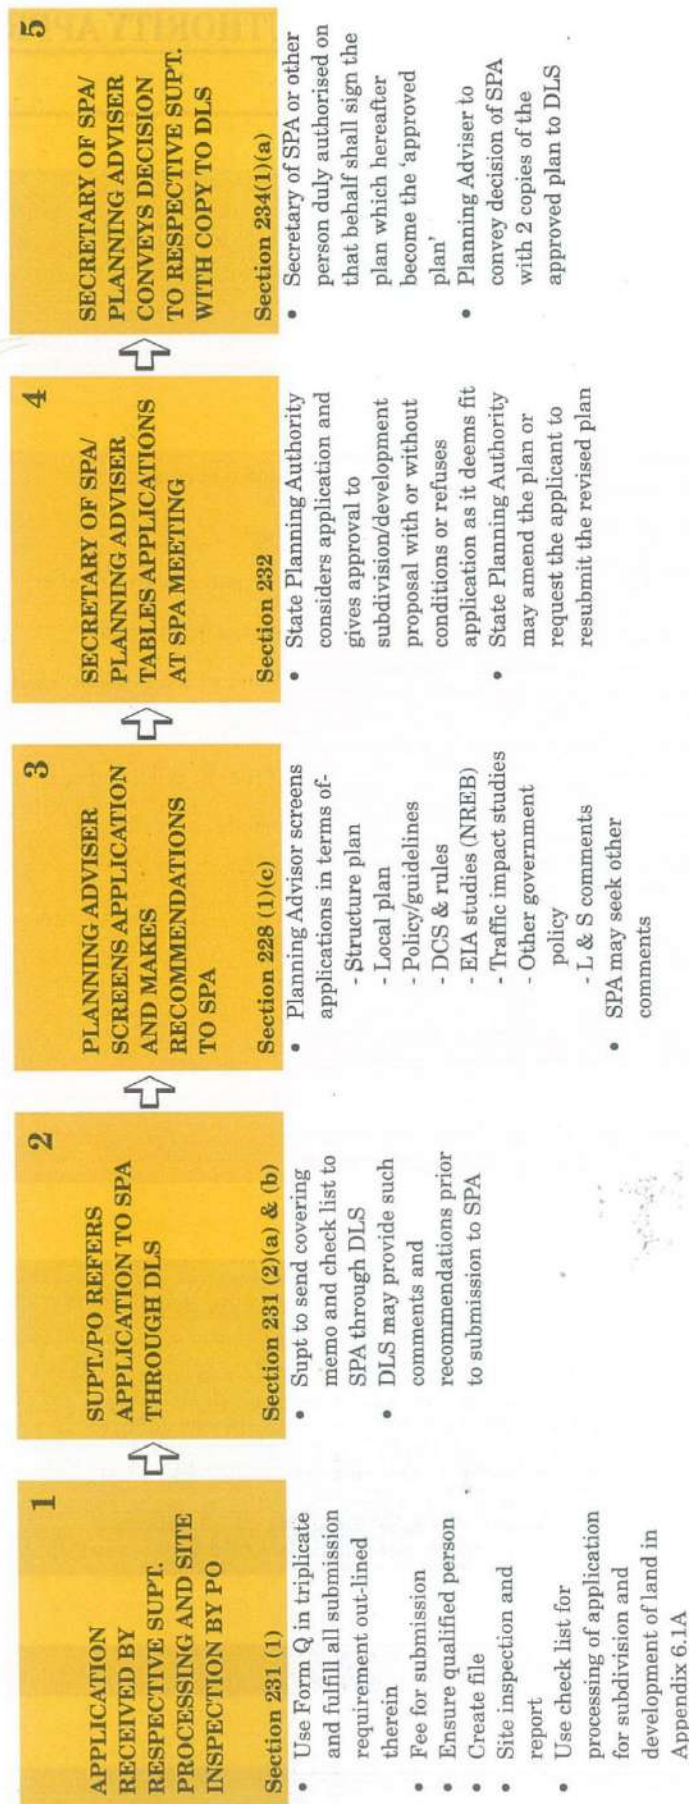 1
APPLICATION
RECEIVED BY
RESPECTIVE SUPT.
PROCESSING AND SITE
INSPECTION BY PO
Section 231 (1)
• Use Form Q in triplicate
and fulfill all submission
requirement out-lined
therein
• Fee for submission
• Ensure qualified person
• Create file
• Site inspection and
report
• Use check list for
processing of application
for subdivision and
development of land in
Appendix 6.1A
2
SUPT./PO REFERS
APPLICATION TO SPA
THROUGH DLS
Section 231 (2)(a) & (b)
• Supt to send covering
memo and check list to
SPA through DLS
• DLS may provide such
comments and
recommendations prior
to submission to SPA
3
PLANNING ADVISER
SCREENS APPLICATION
AND MAKES
RECOMMENDATIONS
TO SPA
Section 228 (1)(c)
• Planning Advisor screens
applications in terms of-
- Structure plan
- Local plan
- Policy/guidelines
- DCS & rules
- EIA studies (NREB)
- Traffic impact studies
- Other government
policy
- L & S comments
• SPA may seek other
comments
4
SECRETARY OF SPA/
PLANNING ADVISER
TABLES APPLICATIONS
AT SPA MEETING
Section 232
• State Planning Authority
considers application and
gives approval to
subdivision/development
proposal with or without
conditions or refuses
application as it deems fit
• State Planning Authority
may amend the plan or
request the applicant to
resubmit the revised plan
5
SECRETARY OF SPA/
PLANNING ADVISER
CONVEYS DECISION
TO RESPECTIVE SUPT.
WITH COPY TO DLS
Section 234(1)(a)
• Secretary of SPA or other
person duly authorised on
that behalf shall sign the
plan which hereafter
become the 'approved
plan'
• Planning Adviser to
convey decision of SPA
with 2 copies of the
approved plan to DLS